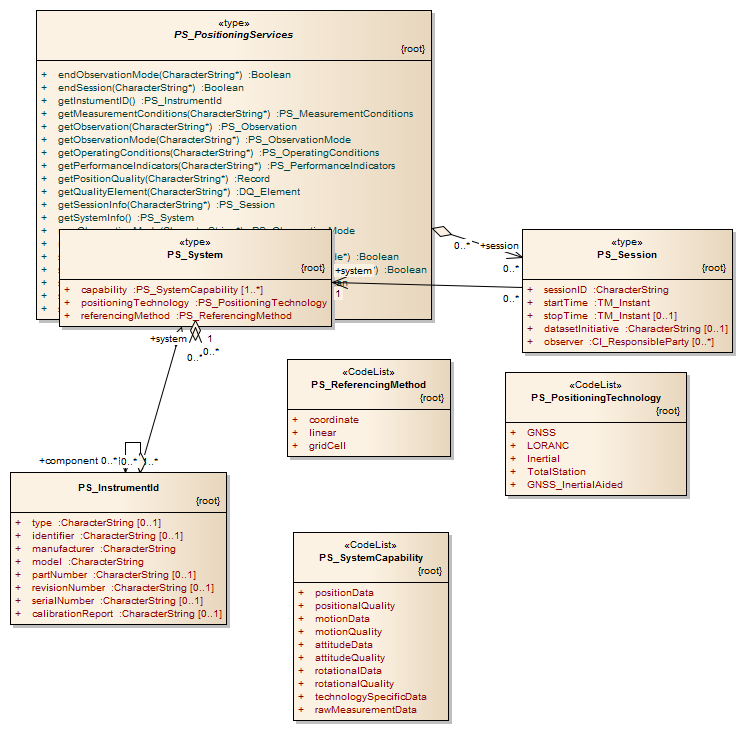 «type»
PS_PositioningServices
{root}
+ endObservationMode(CharacterString*) :Boolean
+ endSession(CharacterString*) :Boolean
+ getInstumentID() :PS_InstrumentId
+ getMeasurementConditions(CharacterString*) :PS_MeasurementConditions
+ getObservation(CharacterString*) :PS_Observation
+ getObservationMode(CharacterString*) :PS_ObservationMode
+ getOperatingConditions(CharacterString*) :PS_OperatingConditions
+ getPerformanceIndicators(CharacterString*) :PS_PerformanceIndicators
+ getPositionQuality(CharacterString*) :Record
+ getQualityElement(CharacterString*) :DQ_Element
+ getSessionInfo(CharacterString*) :PS_Session
+ getSystemInfo() :PS_System
:Boolean
:Boolean
«type»
PS_System
{root}
+ capability :PS_SystemCapability [1..*]
+ positioningTechnology :PS_PositioningTechnology
+ referencingMethod :PS_ReferencingMethod
0..*
+session
0..*
+system
1
0..*
«type»
PS_Session
{root}
+ sessionID :CharacterString
+ startTime :TM_Instant
+ stopTime :TM_Instant [0..1]
+ datasetInitiative :CharacterString [0..1]
+ observer :CI_ResponsibleParty [0..*]
+system
1
0..*
0..*
«CodeList»
PS_ReferencingMethod
{root}
+ coordinate
+ linear
+ gridCell
«CodeList»
PS_PositioningTechnology
{root}
+ GNSS
+ LORANC
+ Inertial
+ TotalStation
+ GNSS_InertialAided
+component 0..*
0..*
1..*
PS_InstrumentId
{root}
+ type :CharacterString [0..1]
+ identifier :CharacterString [0..1]
+ manufacturer :CharacterString
+ model :CharacterString
+ partNumber :CharacterString [0..1]
+ revisionNumber :CharacterString [0..1]
+ serialNumber :CharacterString [0..1]
+ calibrationReport :CharacterString [0..1]
«CodeList»
PS_SystemCapability
{root}
+ positionData
+ positionalQuality
+ motionData
+ motionQuality
+ attitudeData
+ attitudeQuality
+ rotationalData
+ rotationalQuality
+ technologySpecificData
+ rawMeasurementData